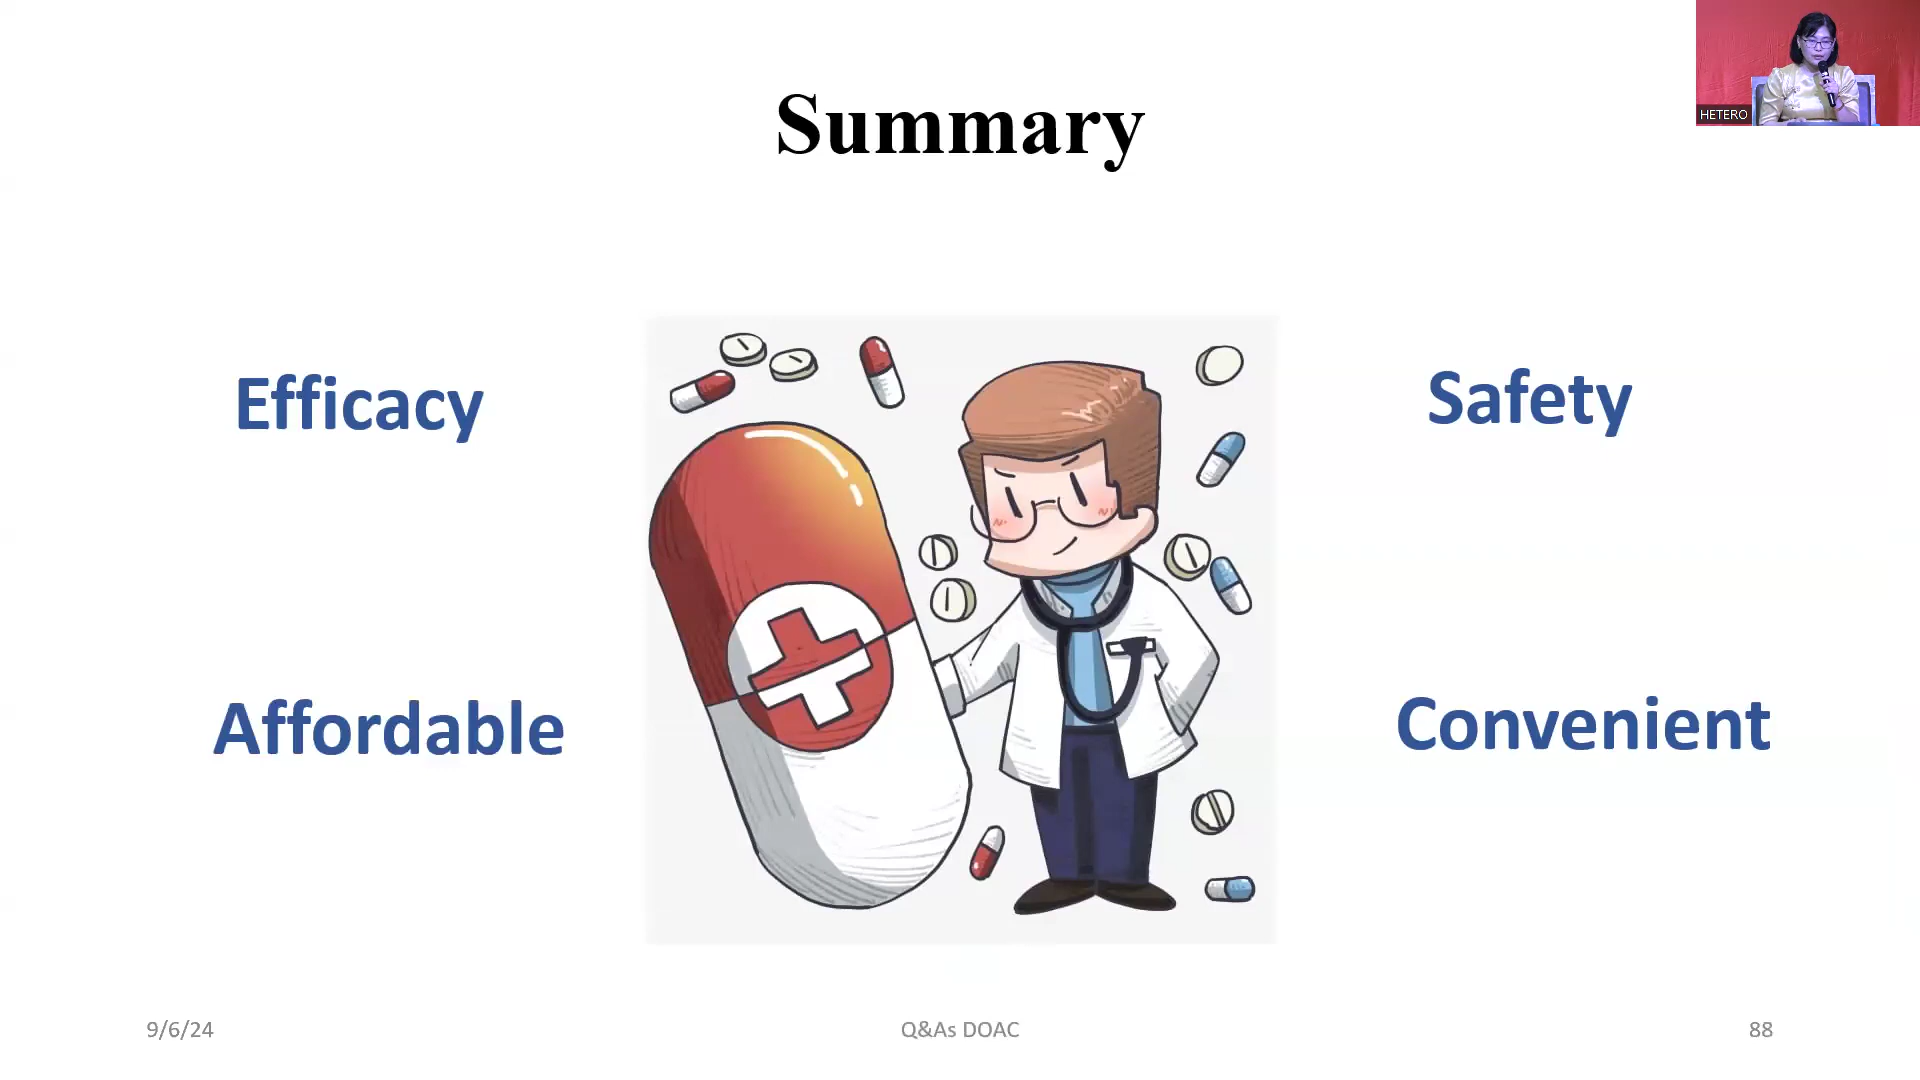 HETERO
Summary
Efficacy
Safety
Affordable
Convenient
9/6/24
Q&As DOAC
88